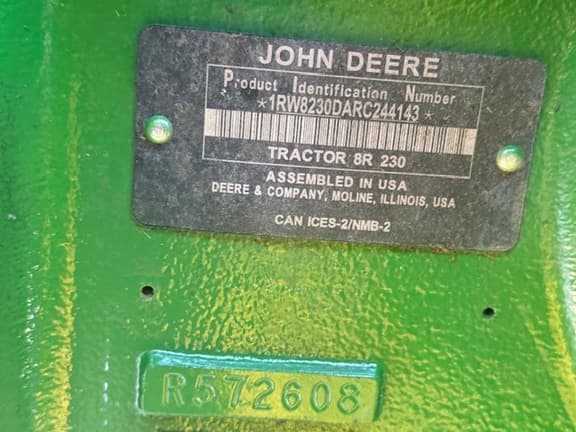 JOHN DEERE
Product Identification Number
*1RW8230DARC244143*
TRACTOR 8R 230
ASSEMBLED IN USA
DEERE & COMPANY, MOLINE, ILLINOIS, USA
CAN ICES-2/NMB-2
R572608